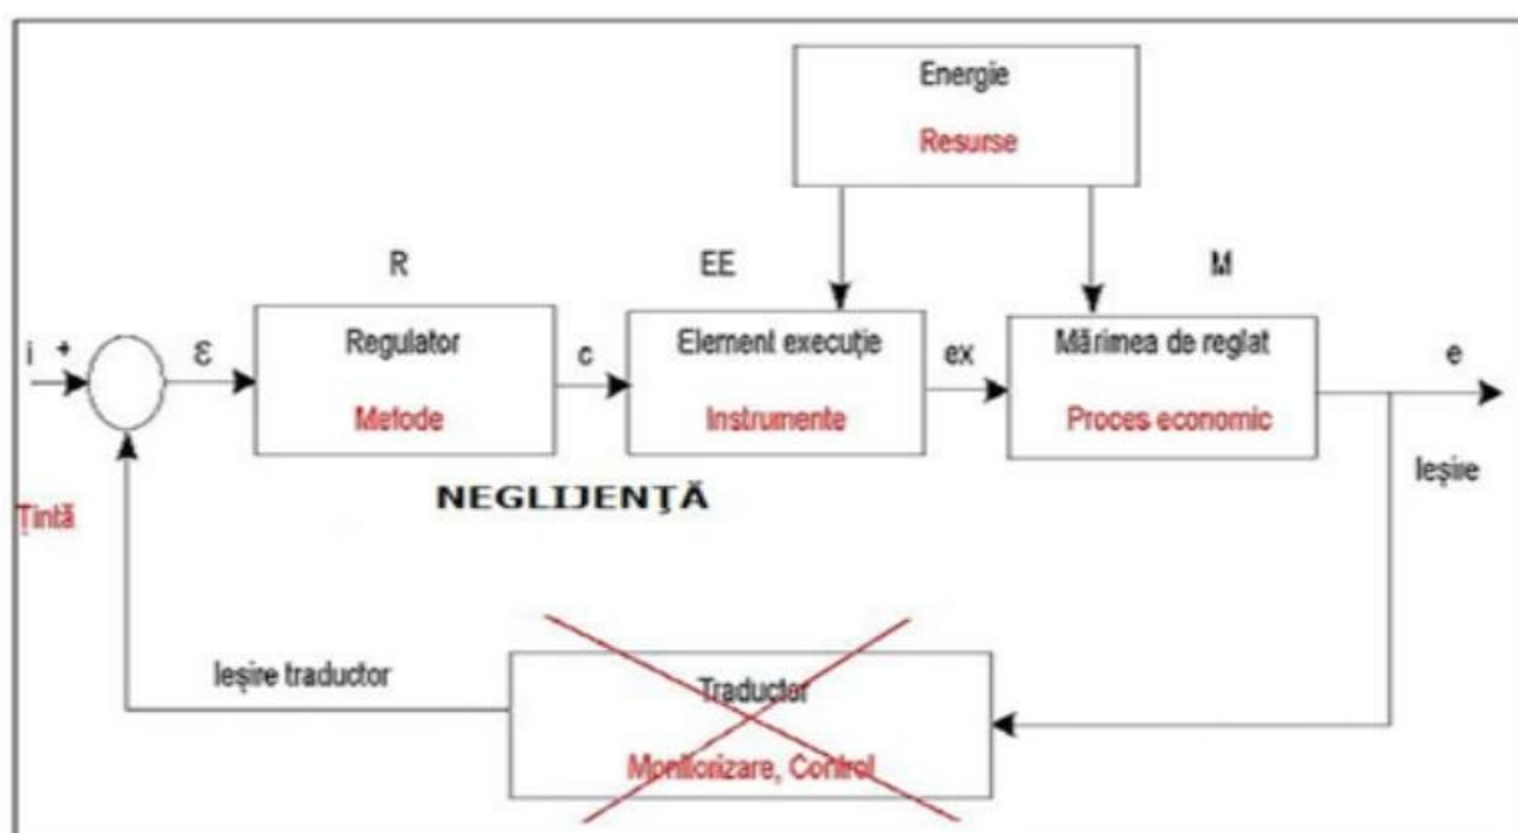 Energie
Resurse
R
EE
M
i
+
ε
Regulator
Metode
c
Element execuție
Instrumente
ex
Mărimea de reglat
Proces economic
e
Ieșire
Țintă
NEGLIJENŢĂ
Ieșire traductor
Traductor
Monitorizare, Control